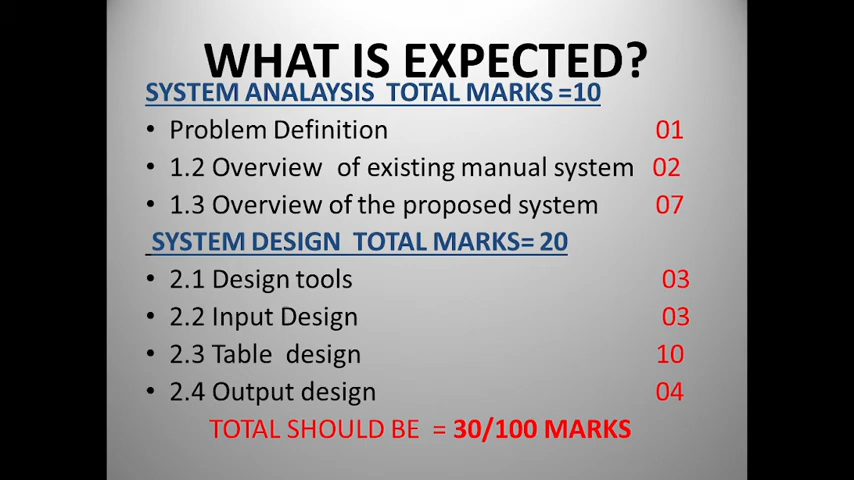 WHAT IS EXPECTED?
SYSTEM ANALAYSIS TOTAL MARKS =10
• Problem Definition 01
• 1.2 Overview of existing manual system 02
• 1.3 Overview of the proposed system 07
SYSTEM DESIGN TOTAL MARKS= 20
• 2.1 Design tools 03
• 2.2 Input Design 03
• 2.3 Table design 10
• 2.4 Output design 04
TOTAL SHOULD BE = 30/100 MARKS